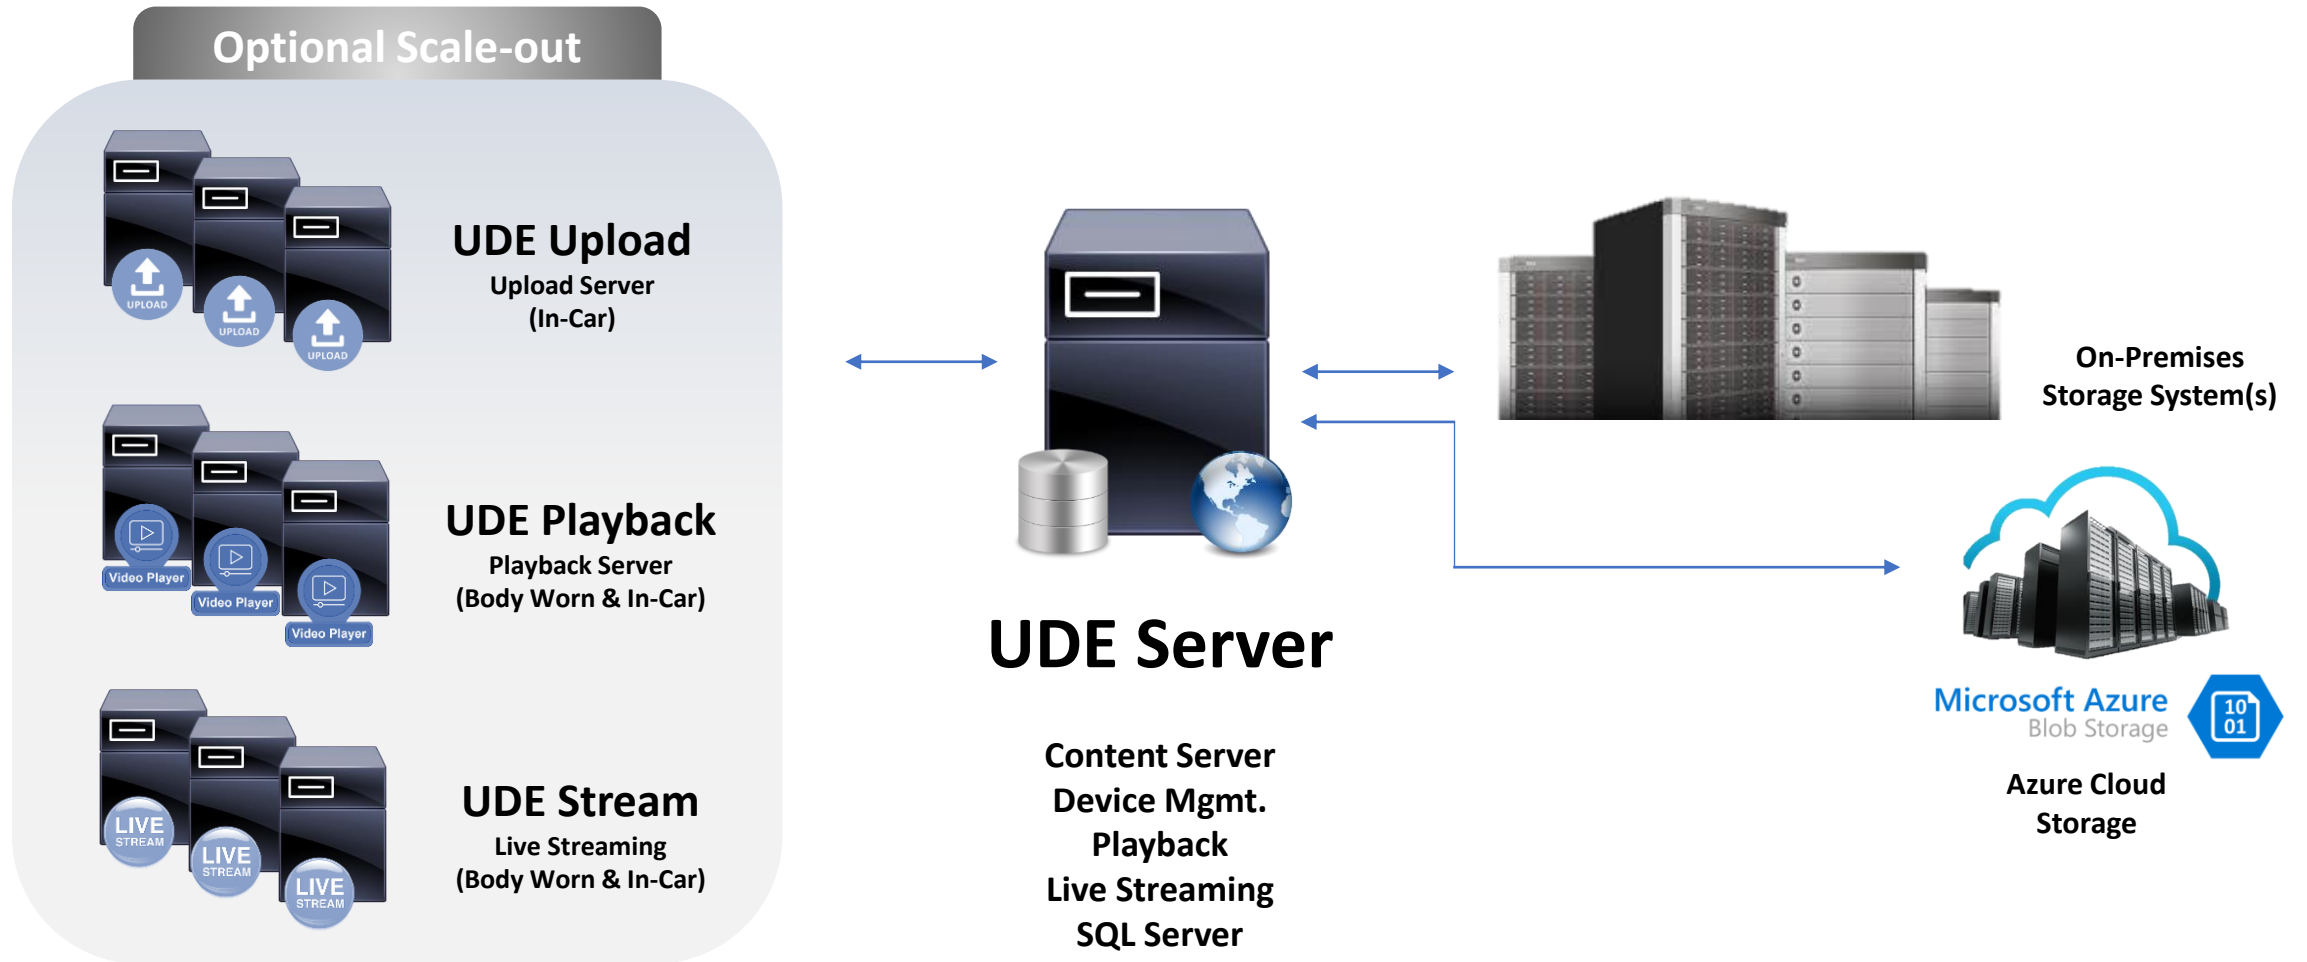 Optional Scale-out
UPLOAD
UPLOAD
UPLOAD
UDE Upload
Upload Server
(In-Car)
Video Player
Video Player
Video Player
UDE Playback
Playback Server
(Body Worn & In-Car)
LIVE
STREAM
LIVE
STREAM
LIVE
STREAM
UDE Stream
Live Streaming
(Body Worn & In-Car)
UDE Server
Content Server
Device Mgmt.
Playback
Live Streaming
SQL Server
On-Premises
Storage System(s)
Microsoft Azure
Blob Storage
10
01
Azure Cloud
Storage